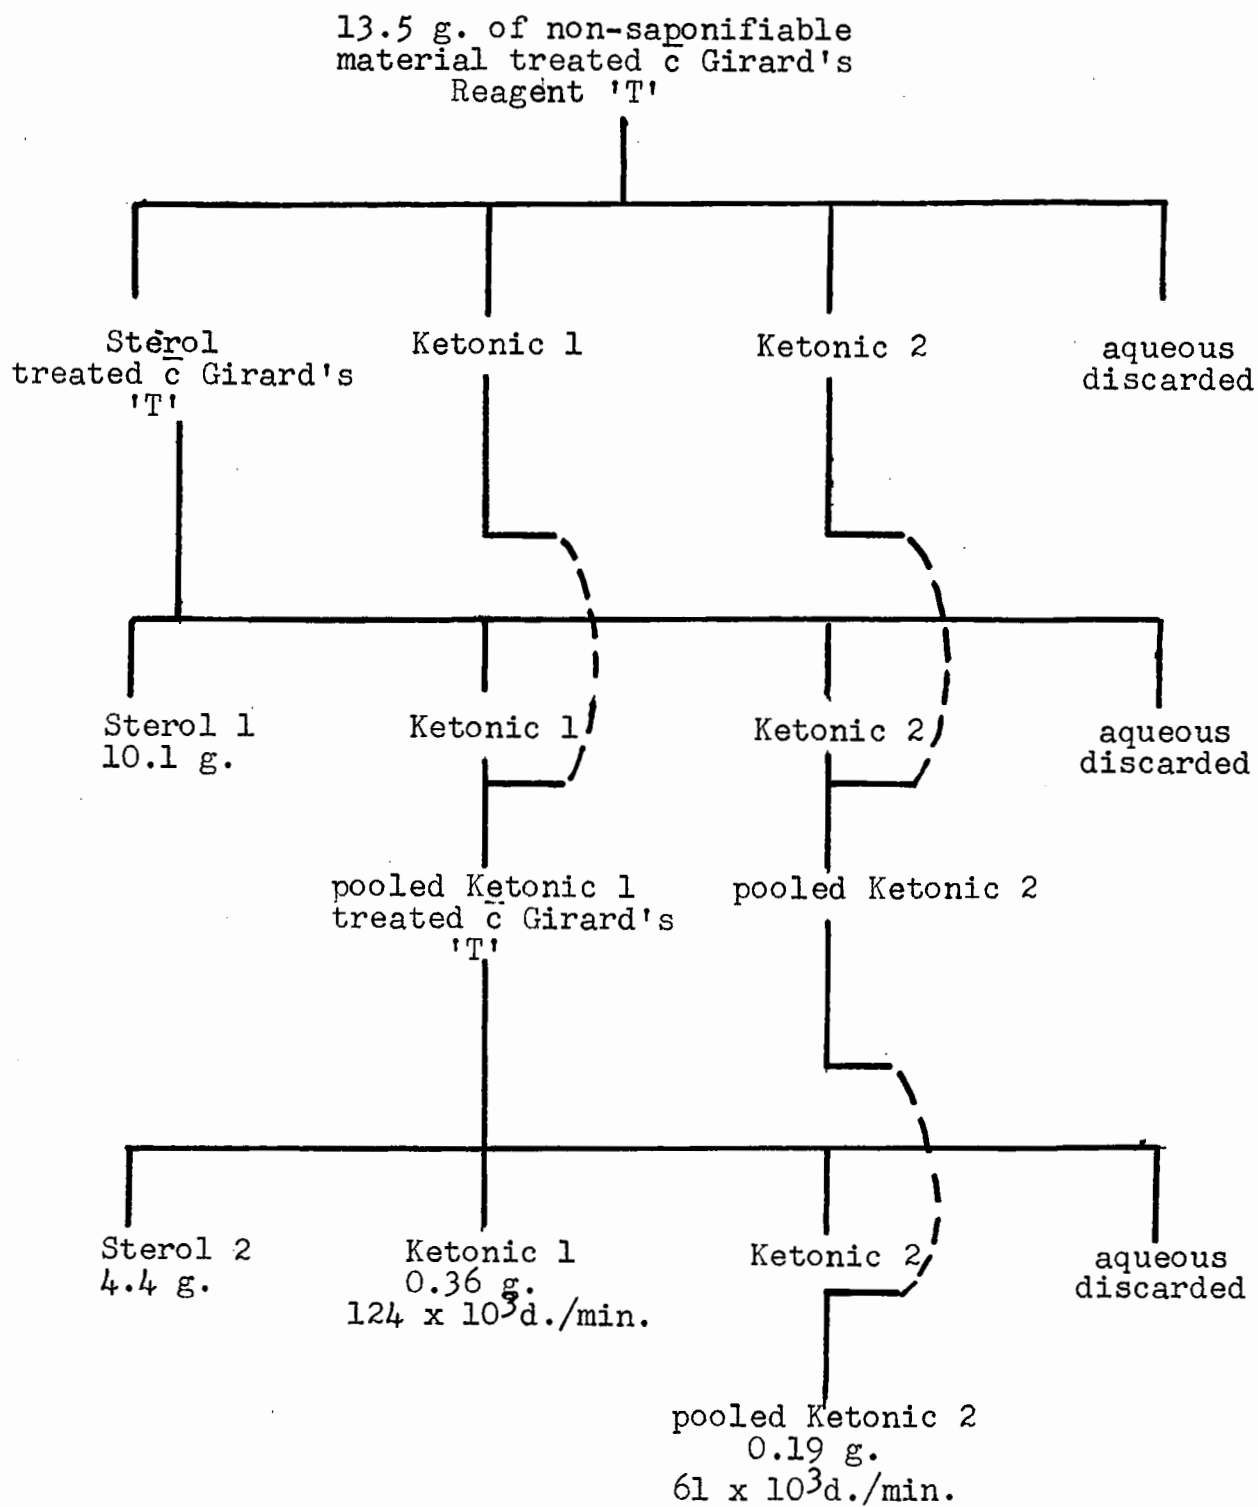 13.5 g. of non-saponifiable
material treated c̄ Girard's
Reagent 'T'
Sterol
treated c̄ Girard's
'T'
Ketonic 1
Ketonic 2
aqueous
discarded
Sterol 1
10.1 g.
Ketonic 1
Ketonic 2
aqueous
discarded
pooled Ketonic 1
treated c̄ Girard's
'T'
pooled Ketonic 2
Sterol 2
4.4 g.
Ketonic 1
0.36 g.
124 x 10³d./min.
Ketonic 2
aqueous
discarded
pooled Ketonic 2
0.19 g.
61 x 10³d./min.